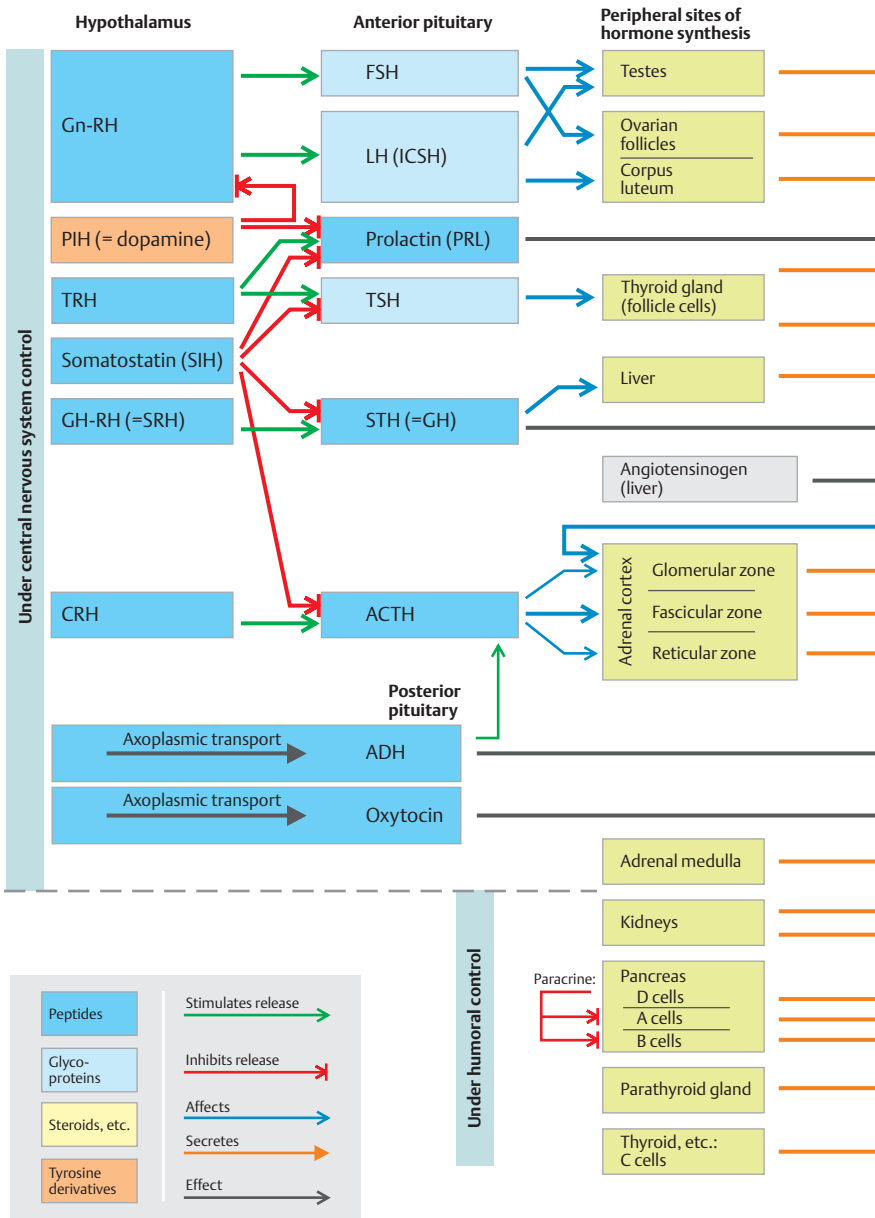 Hypothalamus
Anterior pituitary
Peripheral sites of
hormone synthesis
Under central nervous system control
Gn-RH
FSH
Testes
LH (ICSH)
Ovarian
follicles
Corpus
luteum
PIH (= dopamine)
Prolactin (PRL)
TRH
TSH
Thyroid gland
(follicle cells)
Somatostatin (SIH)
Liver
GH-RH (=SRH)
STH (=GH)
Angiotensinogen
(liver)
Adrenal cortex
Glomerular zone
CRH
ACTH
Fascicular zone
Reticular zone
Posterior
pituitary
Axoplasmic transport
ADH
Axoplasmic transport
Oxytocin
Adrenal medulla
Under humoral control
Kidneys
Paracrine:
Pancreas
D cells
A cells
B cells
Parathyroid gland
Thyroid, etc.:
C cells
Peptides
Stimulates release
Glyco-
proteins
Inhibits release
Steroids, etc.
Affects
Secretes
Tyrosine
derivatives
Effect